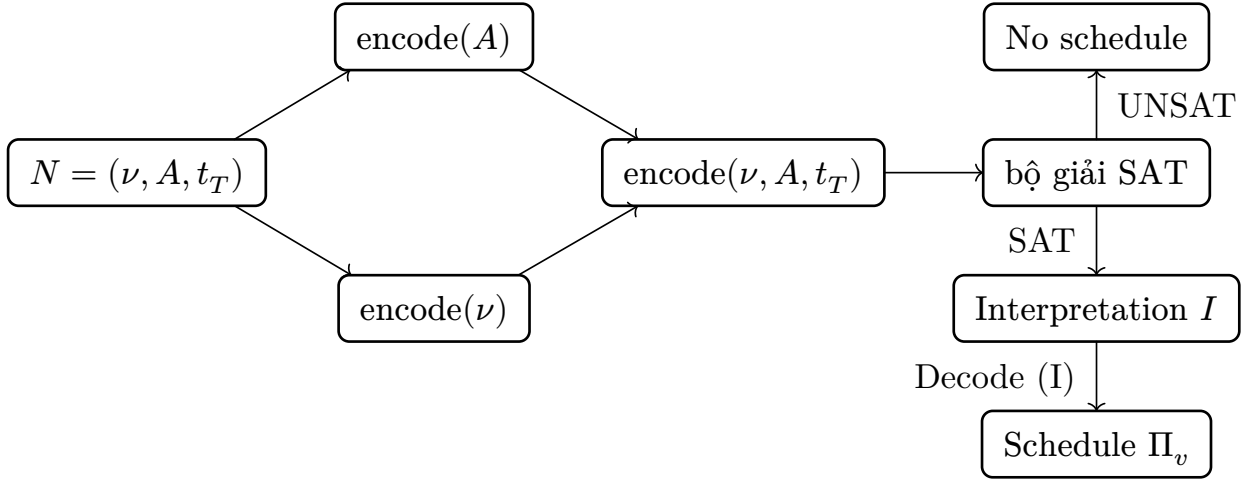 encode(A)
No schedule
UNSAT
N = (ν, A, t_T)
encode(ν, A, t_T)
bộ giải SAT
SAT
encode(ν)
Interpretation I
Decode (I)
Schedule Π_v